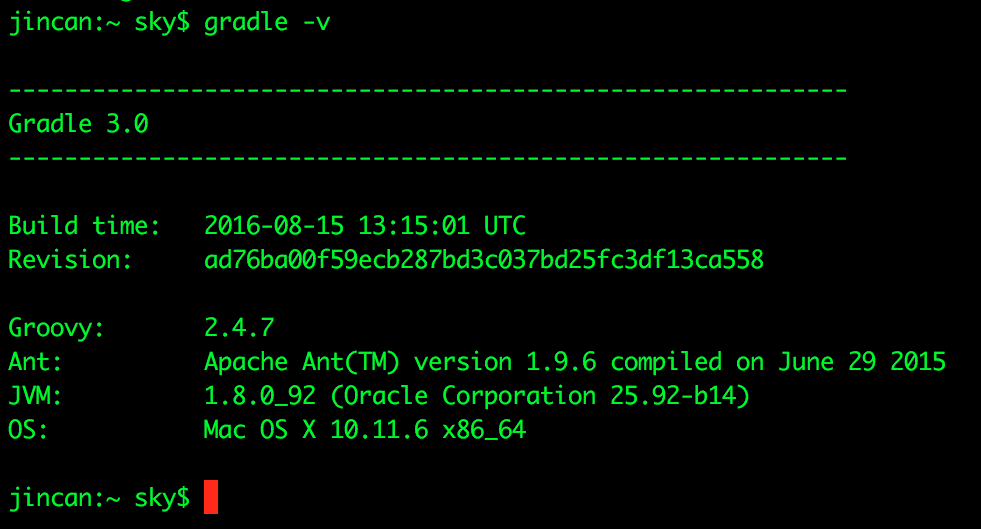 jincan:~ sky$ gradle -v
------------------------------------------------------------
Gradle 3.0
------------------------------------------------------------
Build time:   2016-08-15 13:15:01 UTC
Revision:     ad76ba00f59ecb287bd3c037bd25fc3df13ca558
Groovy:       2.4.7
Ant:          Apache Ant(TM) version 1.9.6 compiled on June 29 2015
JVM:          1.8.0_92 (Oracle Corporation 25.92-b14)
OS:           Mac OS X 10.11.6 x86_64
jincan:~ sky$